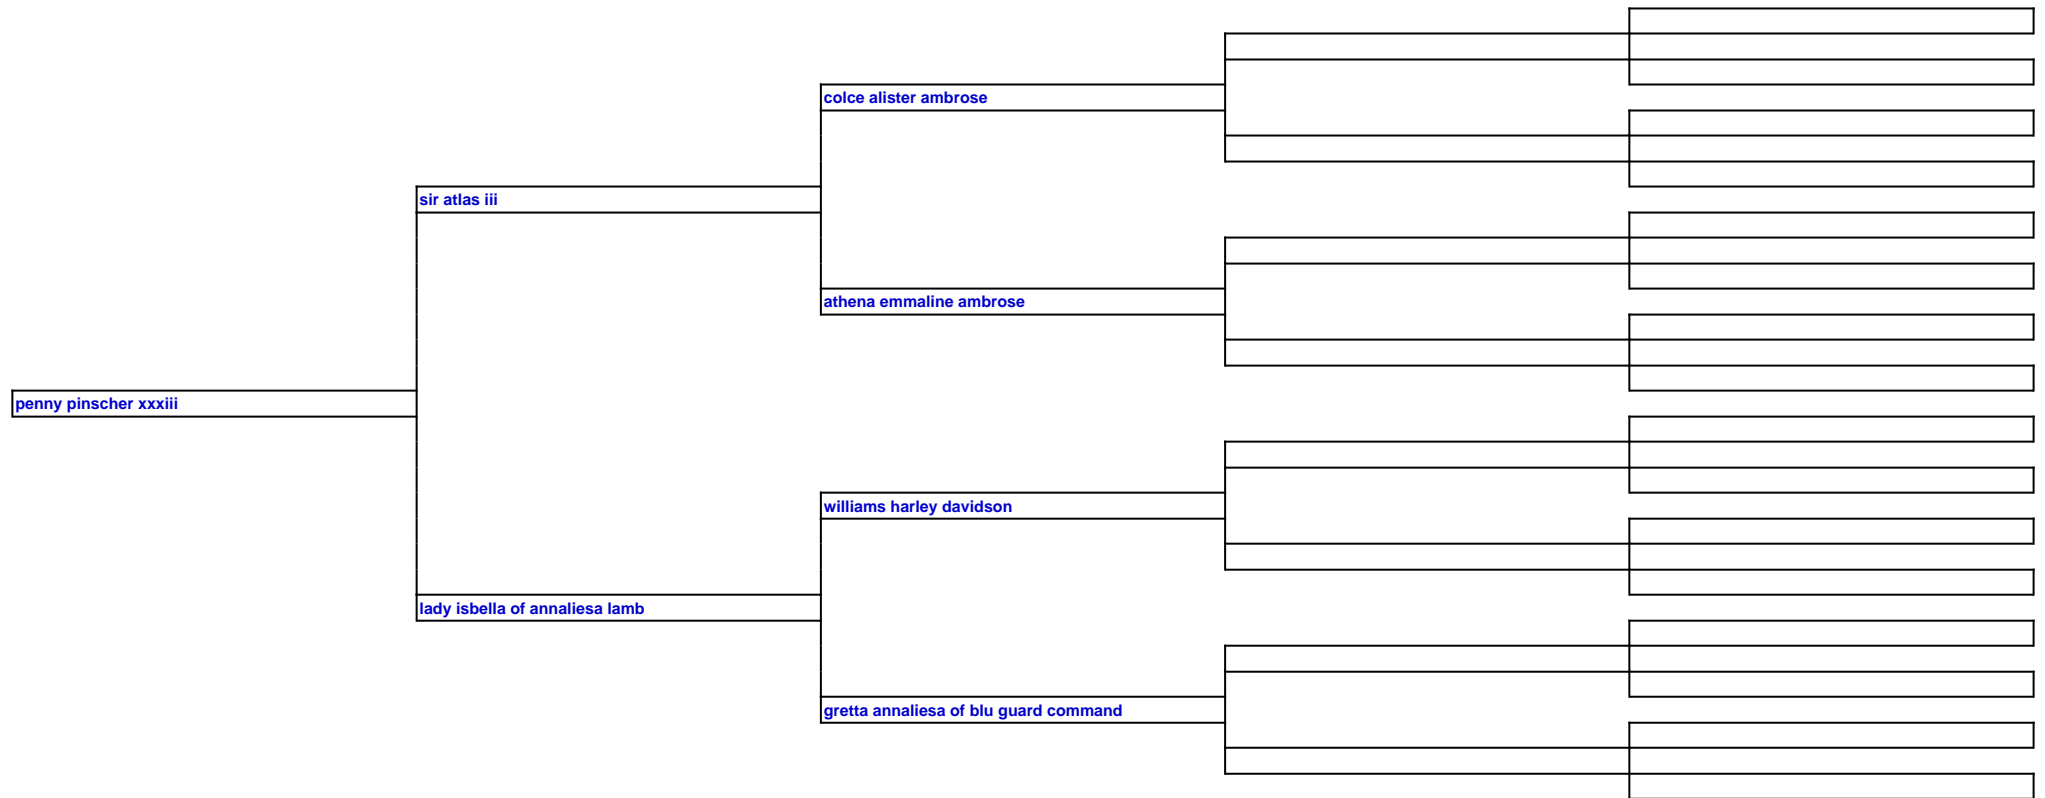 colce alister ambrose
sir atlas iii
athena emmaline ambrose
penny pinscher xxxiii
williams harley davidson
lady isbella of annaliesa lamb
gretta annaliesa of blu guard command